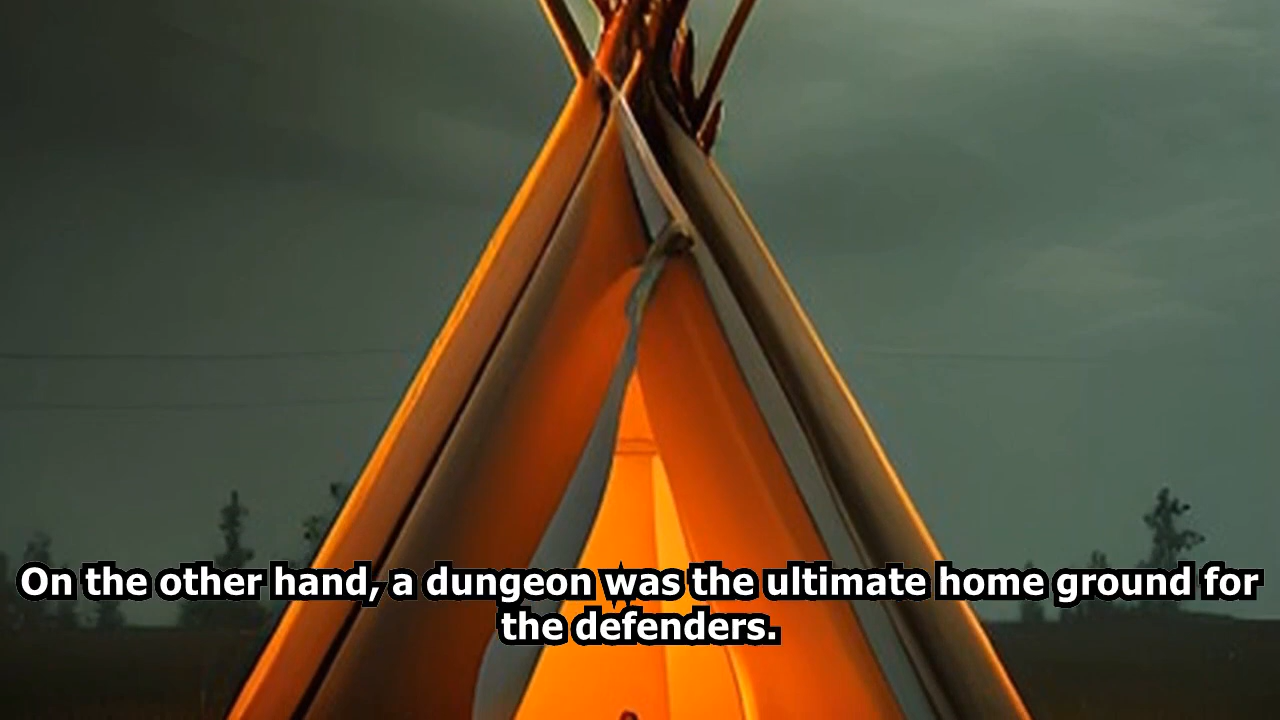 On the other hand, a dungeon was the ultimate home ground for
the defenders.